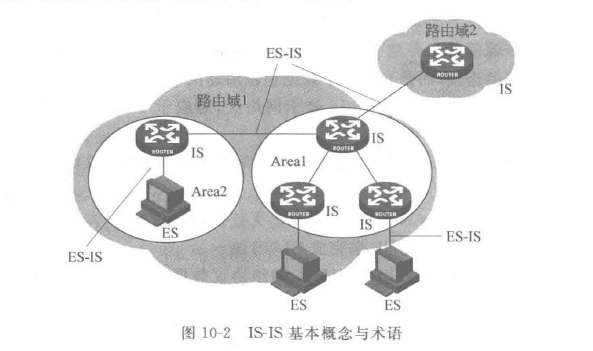 路由域2
ES-IS
ROUTER
IS
路由域1
ROUTER
IS
ROUTER
IS
Area1
Area2
ROUTER
IS
ROUTER
IS
ES
ES-IS
ES-IS
ES
ES
图 10-2 IS-IS 基本概念与术语